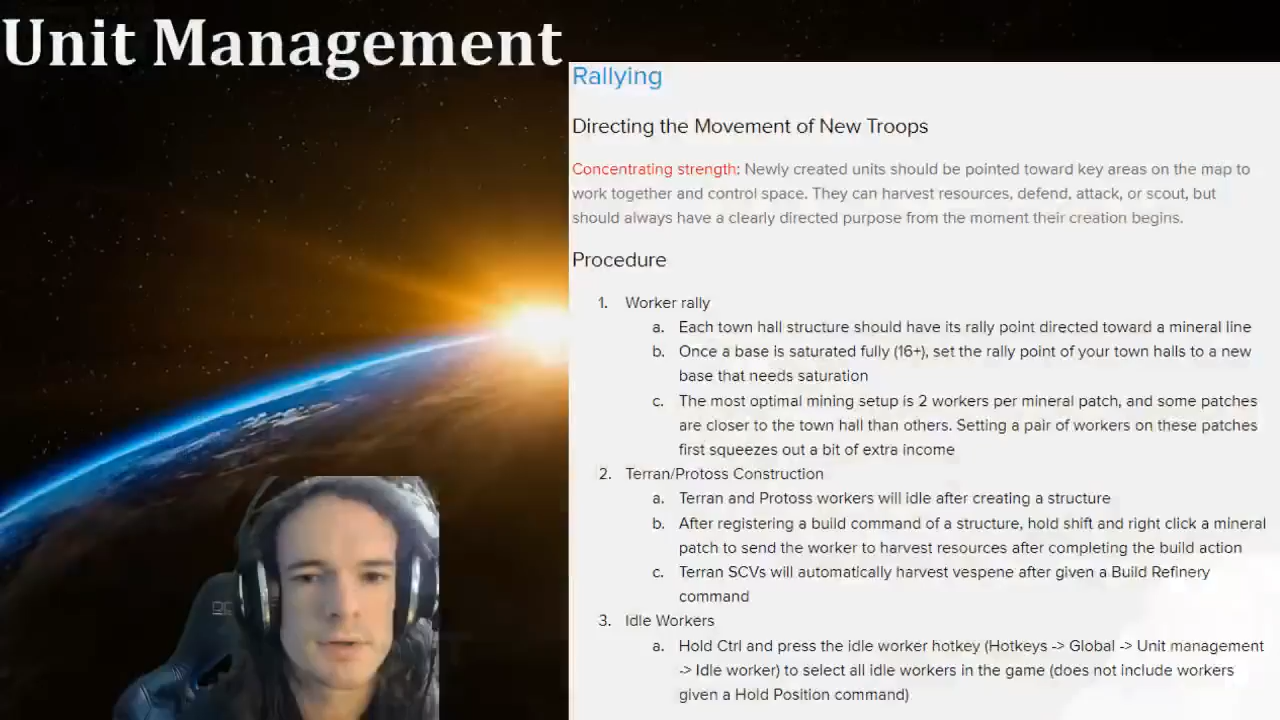 Unit Management
Rallying
Directing the Movement of New Troops
Concentrating strength: Newly created units should be pointed toward key areas on the map to
work together and control space. They can harvest resources, defend, attack, or scout, but
should always have a clearly directed purpose from the moment their creation begins.
Procedure
1. Worker rally
a. Each town hall structure should have its rally point directed toward a mineral line
b. Once a base is saturated fully (16+), set the rally point of your town halls to a new
base that needs saturation
c. The most optimal mining setup is 2 workers per mineral patch, and some patches
are closer to the town hall than others. Setting a pair of workers on these patches
first squeezes out a bit of extra income
2. Terran/Protoss Construction
a. Terran and Protoss workers will idle after creating a structure
b. After registering a build command of a structure, hold shift and right click a mineral
patch to send the worker to harvest resources after completing the build action
c. Terran SCVs will automatically harvest vespene after given a Build Refinery
command
3. Idle Workers
a. Hold Ctrl and press the idle worker hotkey (Hotkeys -> Global -> Unit management
-> Idle worker) to select all idle workers in the game (does not include workers
given a Hold Position command)